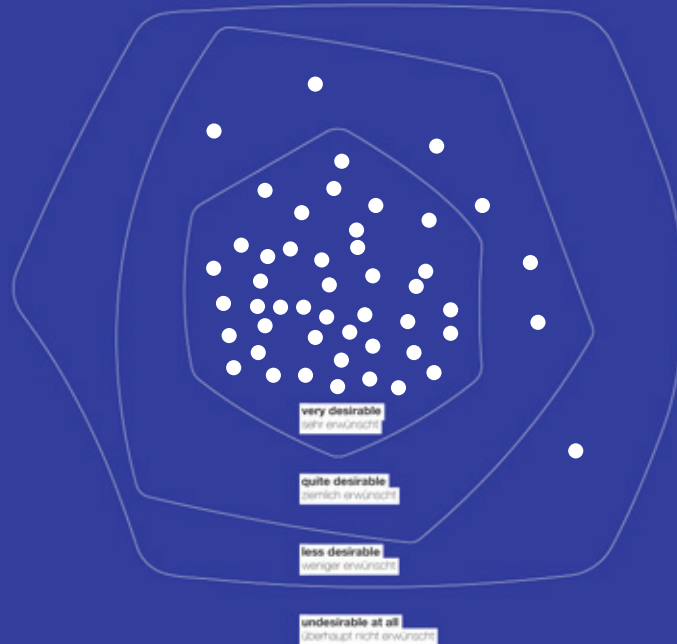 very desirable
sehr erwünscht
quite desirable
ziemlich erwünscht
less desirable
weniger erwünscht
undesirable at all
überhaupt nicht erwünscht